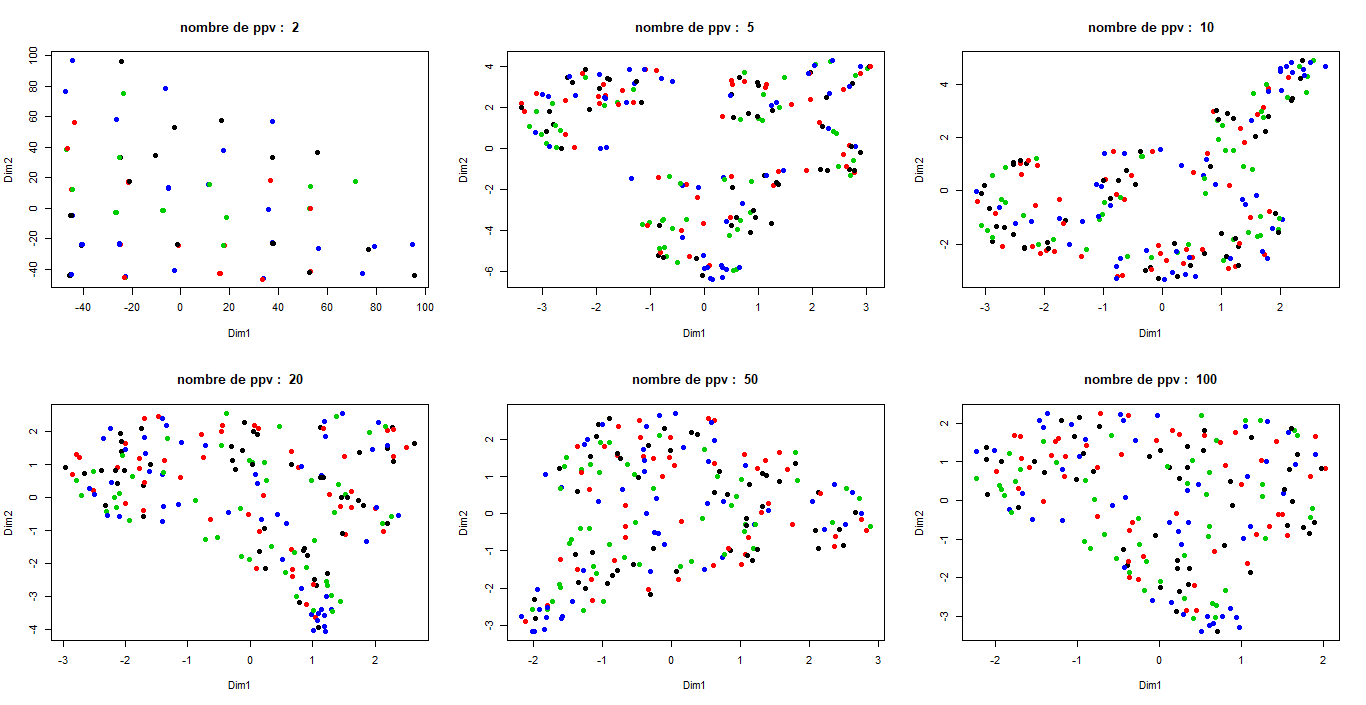 nombre de ppv : 2
100
80
60
40
20
0
-20
-40
Dim2
-40 -20 0 20 40 60 80 100
Dim1
nombre de ppv : 5
4
2
0
-2
-4
-6
Dim2
-3 -2 -1 0 1 2 3
Dim1
nombre de ppv : 10
4
2
0
-2
Dim2
-3 -2 -1 0 1 2
Dim1
nombre de ppv : 20
2
1
0
-1
-2
-3
-4
Dim2
-3 -2 -1 0 1 2
Dim1
nombre de ppv : 50
2
1
0
-1
-2
-3
Dim2
-2 -1 0 1 2 3
Dim1
nombre de ppv : 100
2
1
0
-1
-2
-3
Dim2
-2 -1 0 1 2
Dim1